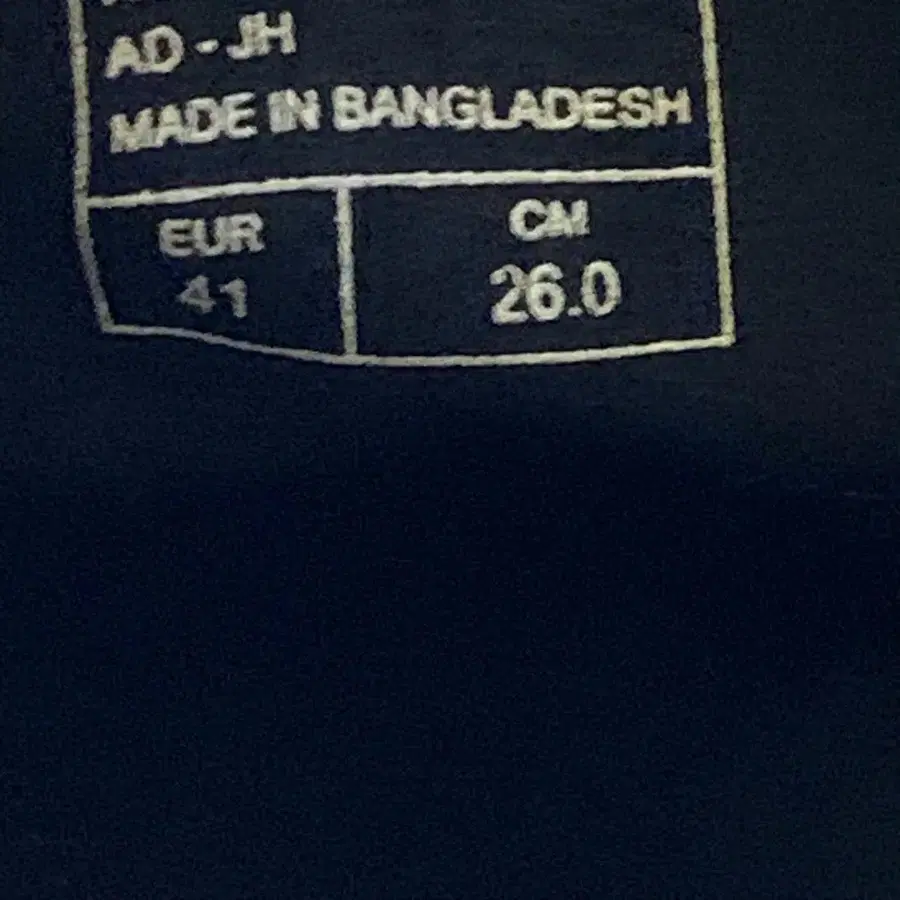 AD - JH
MADE IN BANGLADESH
EUR
41
CM
26.0